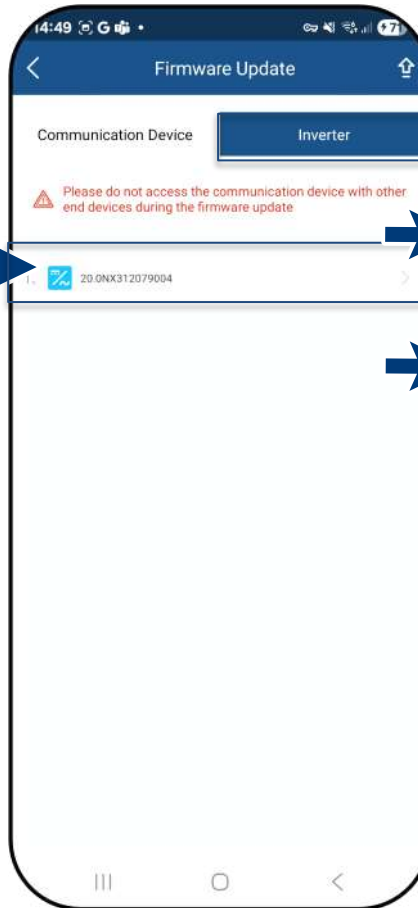 14:49 G
71
Firmware Update
Communication Device
Inverter
Please do not access the communication device with other
end devices during the firmware update
20.0NX312079004